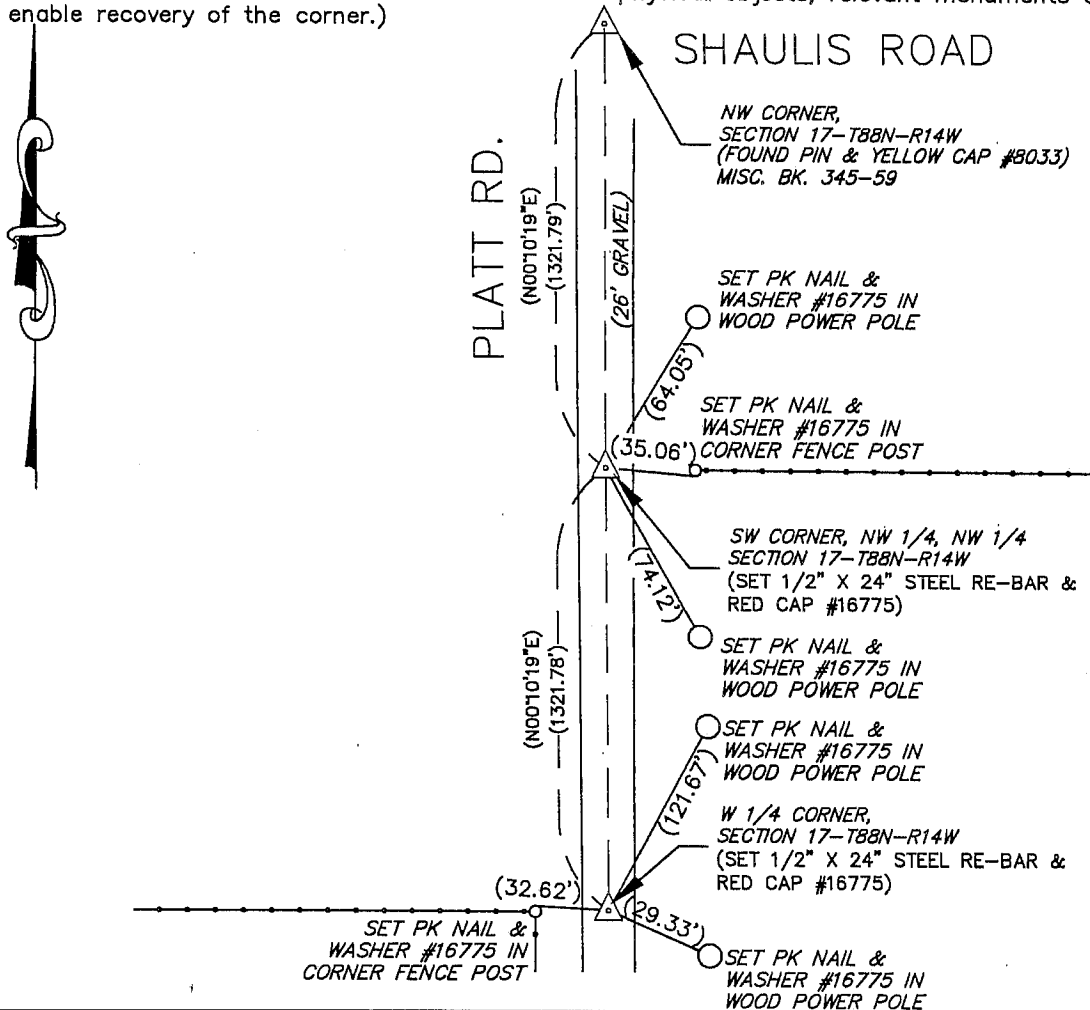 enable recovery of the corner.)
SHAULIS ROAD
NW CORNER,
SECTION 17-T88N-R14W
(FOUND PIN & YELLOW CAP #8033)
MISC. BK. 345-59
PLATT RD.
(N00°10'19"E)
(1321.79')
(26' GRAVEL)
SET PK NAIL &
WASHER #16775 IN
WOOD POWER POLE
(64.05')
SET PK NAIL &
WASHER #16775 IN
CORNER FENCE POST
(35.06')
SW CORNER, NW 1/4, NW 1/4
SECTION 17-T88N-R14W
(SET 1/2" X 24" STEEL RE-BAR &
RED CAP #16775)
(74.12')
SET PK NAIL &
WASHER #16775 IN
WOOD POWER POLE
(N00°10'19"E)
(1321.78')
SET PK NAIL &
WASHER #16775 IN
WOOD POWER POLE
(121.67')
W 1/4 CORNER,
SECTION 17-T88N-R14W
(SET 1/2" X 24" STEEL RE-BAR &
RED CAP #16775)
(32.62')
(29.33')
SET PK NAIL &
WASHER #16775 IN
CORNER FENCE POST
SET PK NAIL &
WASHER #16775 IN
WOOD POWER POLE